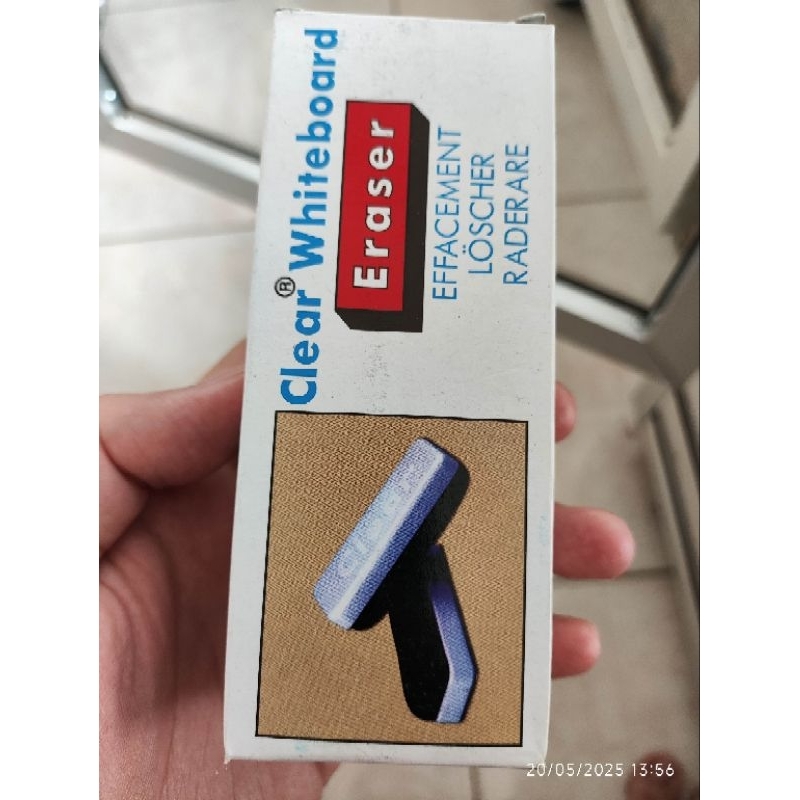 Clear® Whiteboard
Eraser
EFFACEMENT
LÖSCHER
RADERARE
20/05/2025 13:56